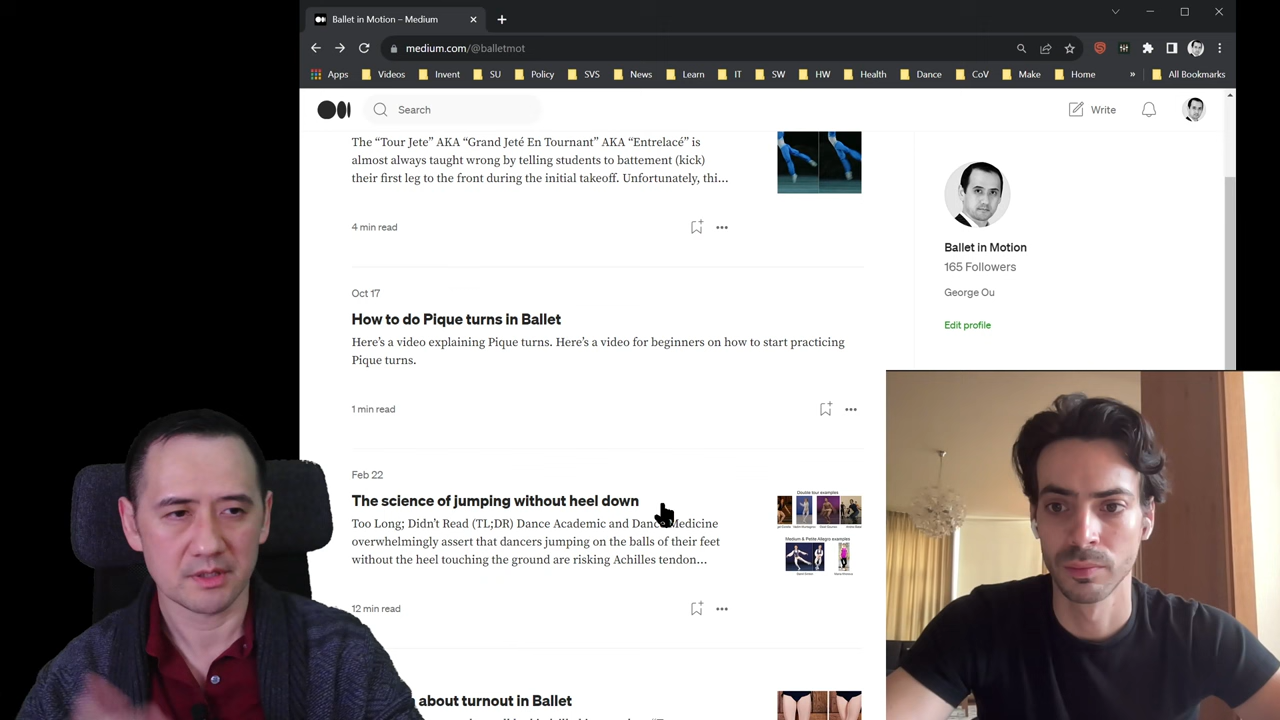 Ballet in Motion – Medium
medium.com/@balletmot
Apps Videos Invent SU Policy SVS News Learn IT SW HW Health Dance CoV Make Home » All Bookmarks
Search
Write
The “Tour Jete” AKA “Grand Jeté En Tournant” AKA “Entrelacé” is
almost always taught wrong by telling students to battement (kick)
their first leg to the front during the initial takeoff. Unfortunately, thi...
4 min read
Oct 17
How to do Pique turns in Ballet
Here’s a video explaining Pique turns. Here’s a video for beginners on how to start practicing
Pique turns.
1 min read
Feb 22
The science of jumping without heel down
Too Long; Didn’t Read (TL;DR) Dance Academic and Dance Medicine
overwhelmingly assert that dancers jumping on the balls of their feet
without the heel touching the ground are risking Achilles tendon...
12 min read
Double tour examples
Medium & Petite Allegro examples
about turnout in Ballet
Ballet in Motion
165 Followers
George Ou
Edit profile